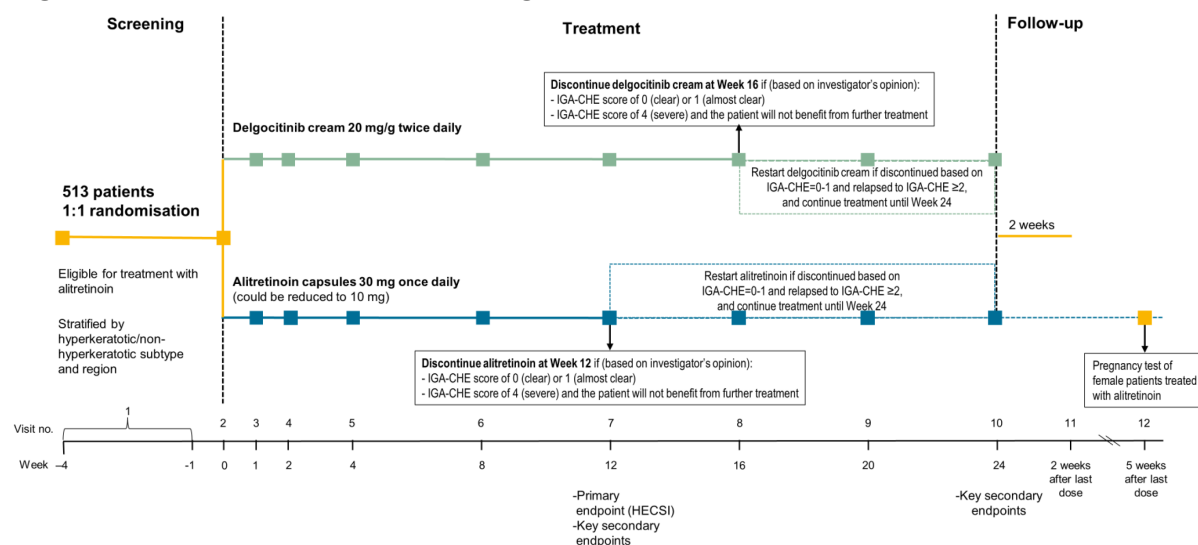 Screening
Treatment
Follow-up
Discontinue delgocitinib cream at Week 16 if (based on investigator's opinion):
- IGA-CHE score of 0 (clear) or 1 (almost clear)
- IGA-CHE score of 4 (severe) and the patient will not benefit from further treatment
Delgocitinib cream 20 mg/g twice daily
Restart delgocitinib cream if discontinued based on
IGA-CHE=0-1 and relapsed to IGA-CHE ≥2,
and continue treatment until Week 24
513 patients
1:1 randomisation
2 weeks
Eligible for treatment with
alitretinoin
Stratified by
hyperkeratotic/non-
hyperkeratotic subtype
and region
Alitretinoin capsules 30 mg once daily
(could be reduced to 10 mg)
Restart alitretinoin if discontinued based on
IGA-CHE=0-1 and relapsed to IGA-CHE ≥2,
and continue treatment until Week 24
Discontinue alitretinoin at Week 12 if (based on investigator's opinion):
- IGA-CHE score of 0 (clear) or 1 (almost clear)
- IGA-CHE score of 4 (severe) and the patient will not benefit from further treatment
Pregnancy test of
female patients treated
with alitretinoin
Visit no. 1 2 3 4 5 6 7 8 9 10 11 12
Week –4 -1 0 1 2 4 8 12 16 20 24
2 weeks
after last
dose
5 weeks
after last
dose
-Primary
endpoint (HECSI)
-Key secondary
endpoints
-Key secondary
endpoints